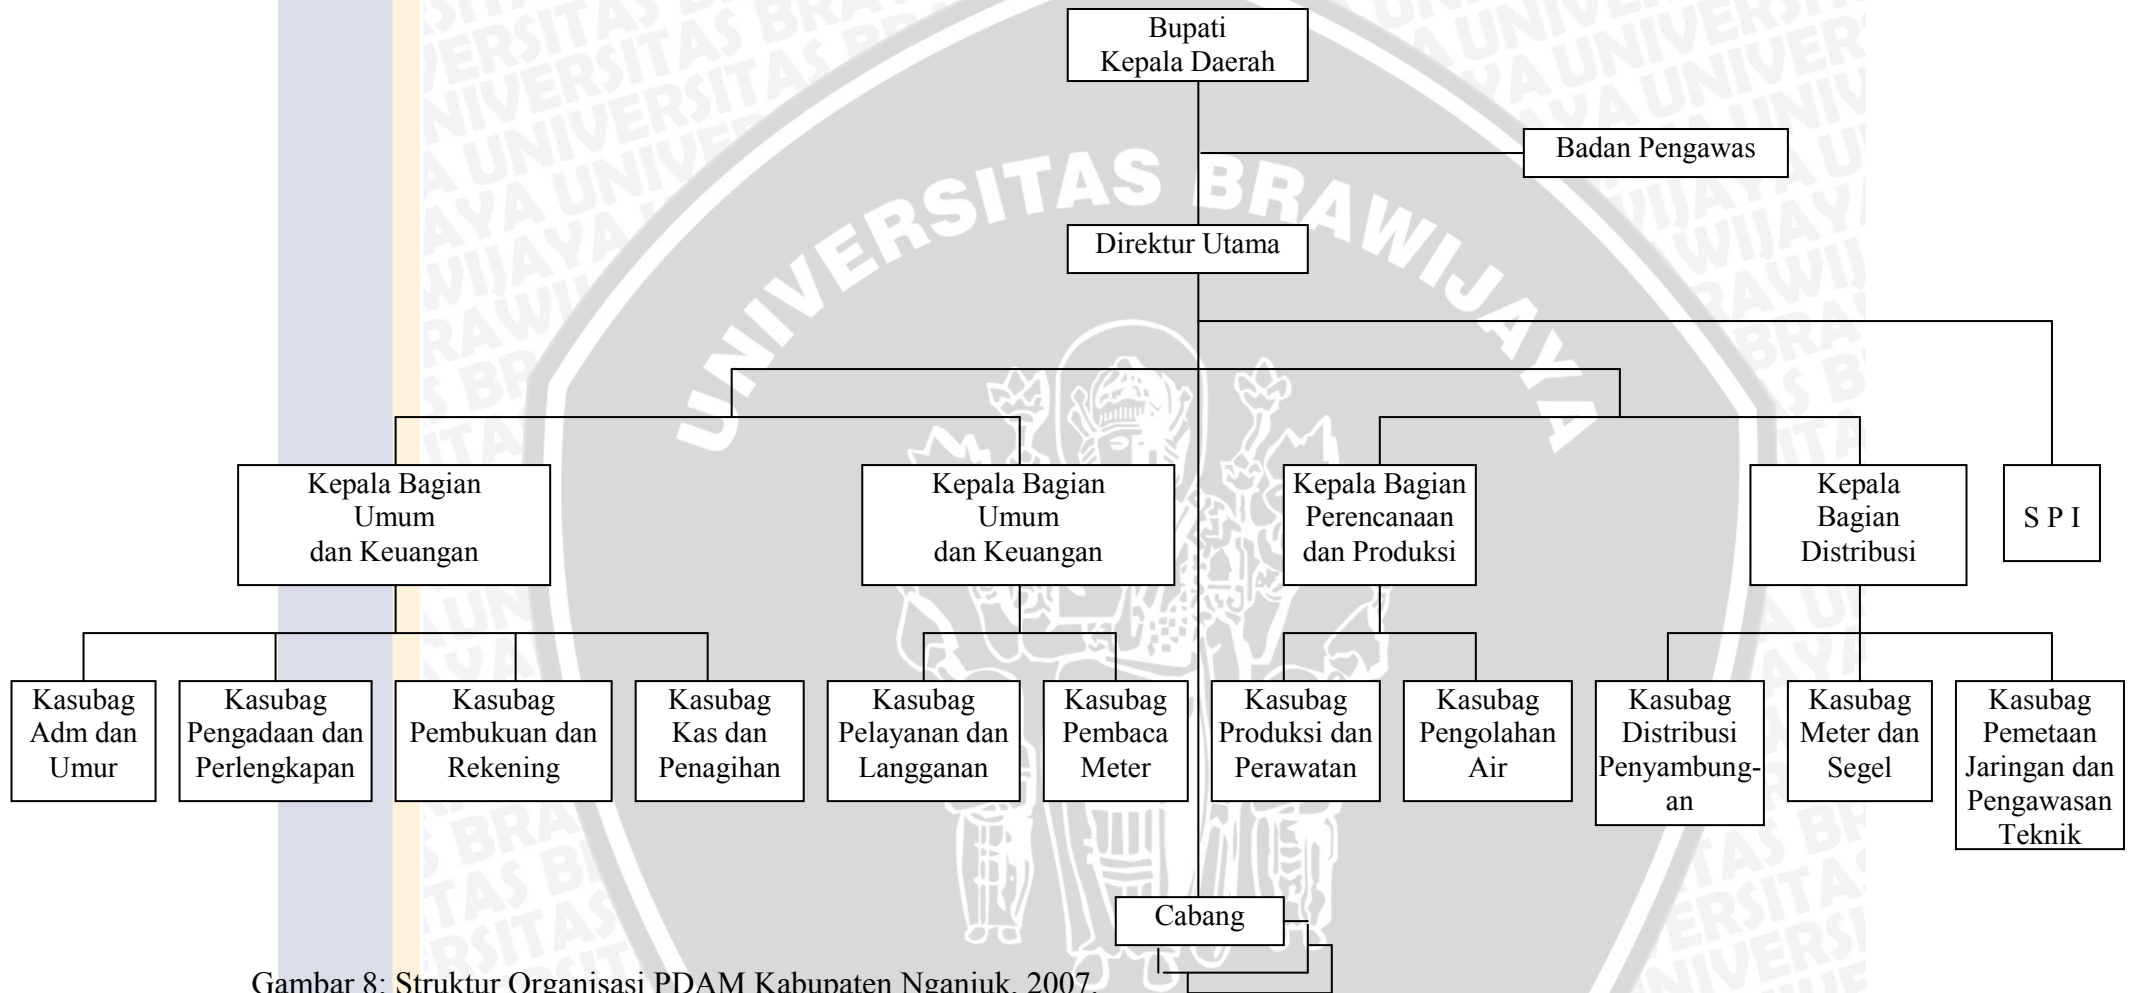 Bupati
Kepala Daerah
Badan Pengawas
UNIVERSITAS BRAWIJAYA
Direktur Utama
Kepala Bagian
Umum
dan Keuangan
Kepala Bagian
Umum
dan Keuangan
Kepala Bagian
Perencanaan
dan Produksi
Kepala
Bagian
Distribusi
S P I
Kasubag
Adm dan
Umur
Kasubag
Pengadaan dan
Perlengkapan
Kasubag
Pembukuan dan
Rekening
Kasubag
Kas dan
Penagihan
Kasubag
Pelayanan dan
Langganan
Kasubag
Pembaca
Meter
Kasubag
Produksi dan
Perawatan
Kasubag
Pengolahan
Air
Kasubag
Distribusi
Penyambung-
an
Kasubag
Meter dan
Segel
Kasubag
Pemetaan
Jaringan dan
Pengawasan
Teknik
Cabang
Gambar 8: Struktur Organisasi PDAM Kabupaten Nganjuk, 2007.